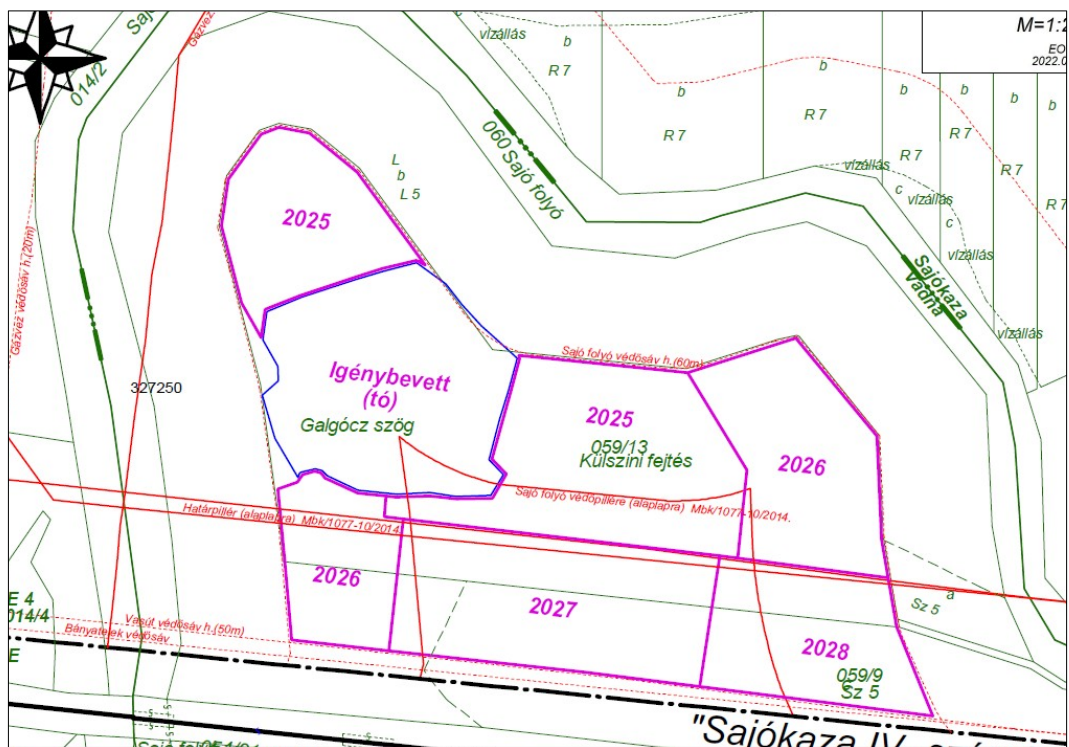 M=1:2
EO
2022.0
Gázvez
014/2
vízállás
b
R 7
b
R 7
b
R 7
b
R 7
b
R 7
b
R 7
060 Sajó folyó
L
b
L 5
vízállás
c
vízállás
c
vízállás
vízállás
Sajókaza
Vadna
2025
Gázvez védősáv h.(20m)
Sajó folyó védősáv h.(60m)
327250
Igénybevett
(tó)
Galgócz szög
2025
059/13
Külszíni fejtés
2026
Sajó folyó védőpillére (alaplapra) Mbk/1077-10/2014.
Határpillér (alaplapra) Mbk/1077-10/2014.
2026
2027
2028
a
Sz 5
E 4
014/4
E
Vasút védősáv h.(50m)
Bányatelek védősáv
059/9
Sz 5
"Sajókaza IV.